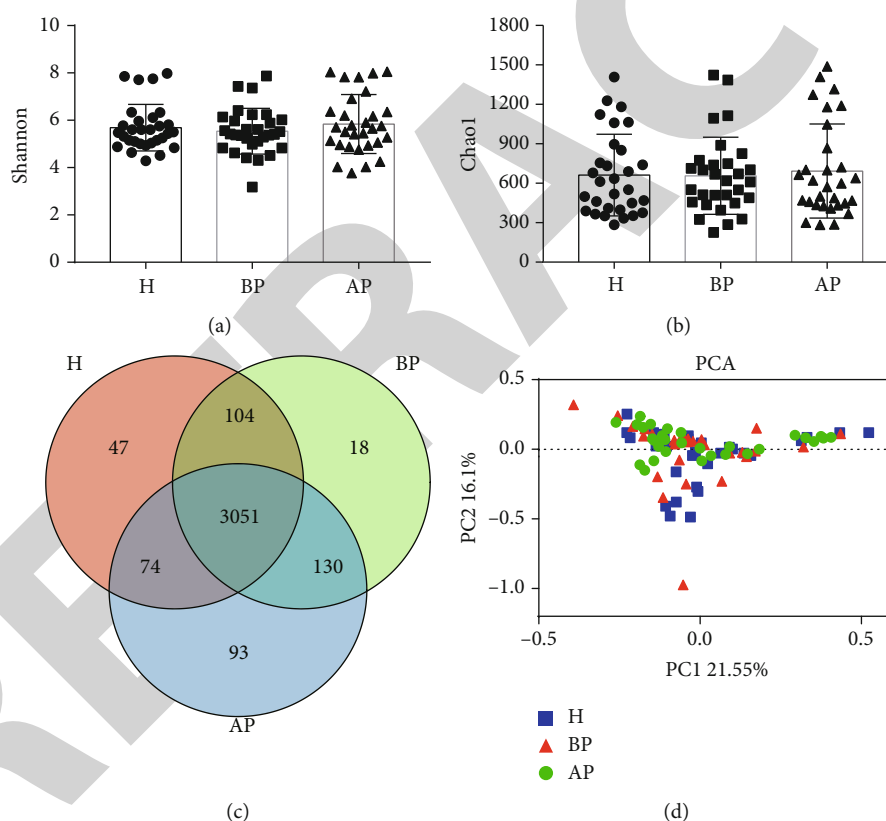 10
8
6
4
2
0
Shannon
H
BP
AP
(a)
1800
1500
1200
900
600
300
0
Chao1
H
BP
AP
(b)
H
BP
47
104
18
3051
74
130
93
AP
(c)
PCA
0.5
0.0
−0.5
−1.0
PC2 16.1%
−0.5
0.0
0.5
PC1 21.55%
H
BP
AP
(d)
RETRAC